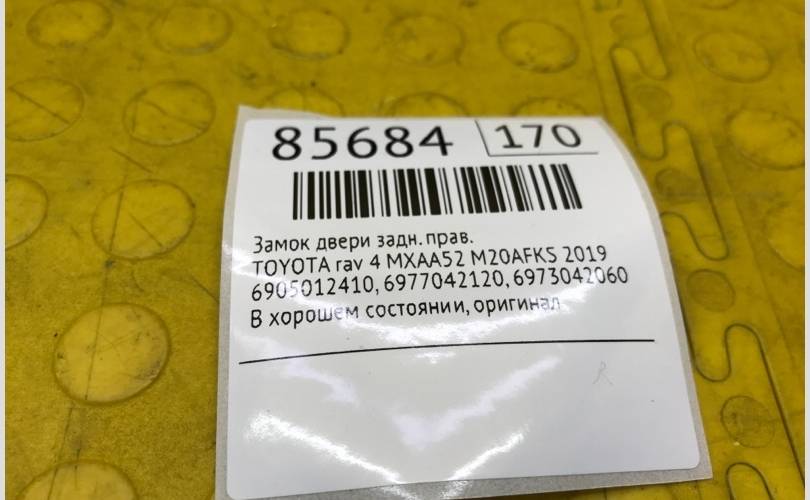 85684 170
Замок двери задн. прав.
TOYOTA rav 4 MXAA52 M20AFKS 2019
6905012410, 6977042120, 6973042060
В хорошем состоянии, оригинал
R